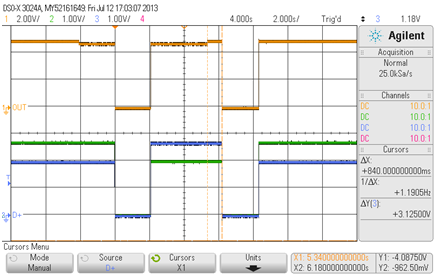 DSO-X 3024A, MY52161649: Fri Jul 12 17:03:07 2013
1 2.00V/ 2 1.00V/ 3 1.00V/ 4 4.000s 2.000s/ Trig'd 3 1.18V
Agilent
Acquisition
Normal
25.0kSa/s
Channels
DC 10.0:1
DC 10.0:1
DC 10.0:1
DC 10.0:1
Cursors
ΔX:
+840.000000000ms
1/ΔX:
+1.1905Hz
ΔY(3):
+3.12500V
OUT
T
D+
Cursors Menu
Mode
Manual
Source
D+
Cursors
X1
Units
X1: 5.340000000000s
X2: 6.180000000000s
Y1: -4.08750V
Y2: -962.50mV